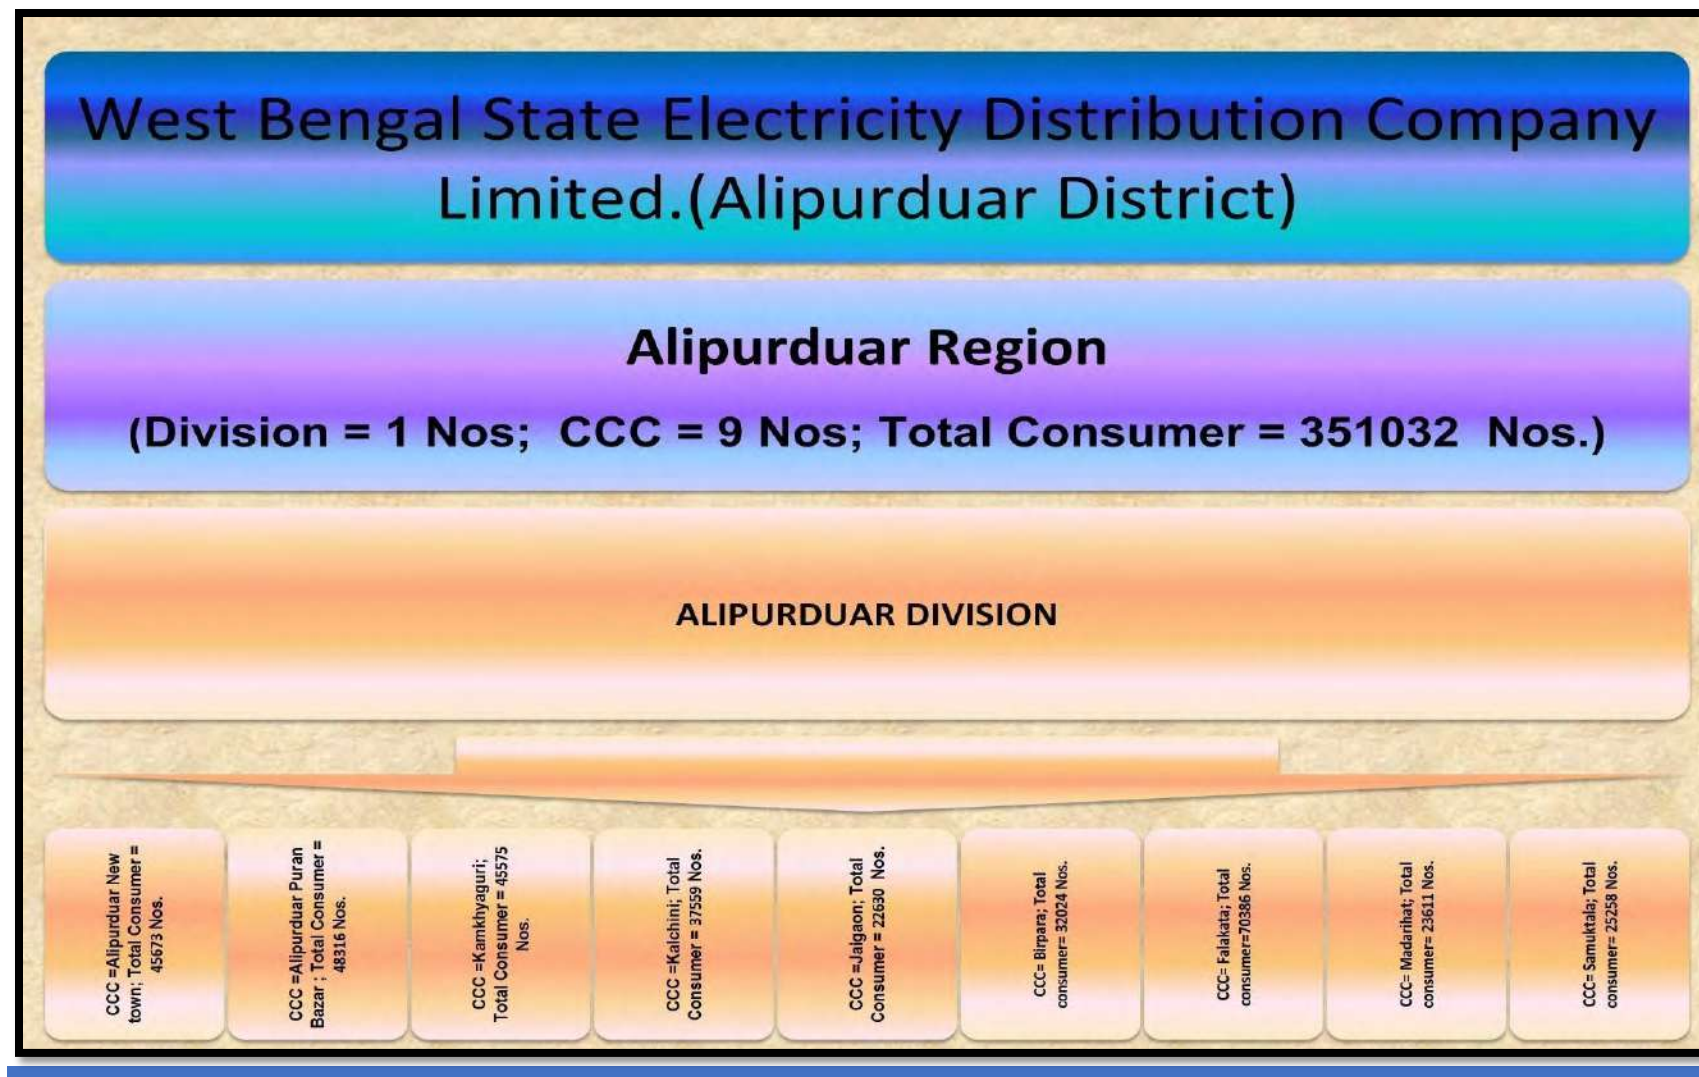 West Bengal State Electricity Distribution Company
Limited.(Alipurduar District)
Alipurduar Region
(Division = 1 Nos;  CCC = 9 Nos; Total Consumer = 351032  Nos.)
ALIPURDUAR DIVISION
CCC =Alipurduar New
town; Total Consumer =
45673 Nos.
CCC =Alipurduar Puran
Bazar ; Total Consumer =
48316 Nos.
CCC =Kamkhyaguri;
Total Consumer = 45575
Nos.
CCC =Kalchini; Total
Consumer = 37559 Nos.
CCC =Jaigaon; Total
Consumer = 22630  Nos.
CCC= Birpara; Total
consumer= 32024 Nos.
CCC= Falakata; Total
consumer=70386 Nos.
CCC= Madarihat; Total
consumer= 23611 Nos.
CCC= Samuktala; Total
consumer= 25258 Nos.